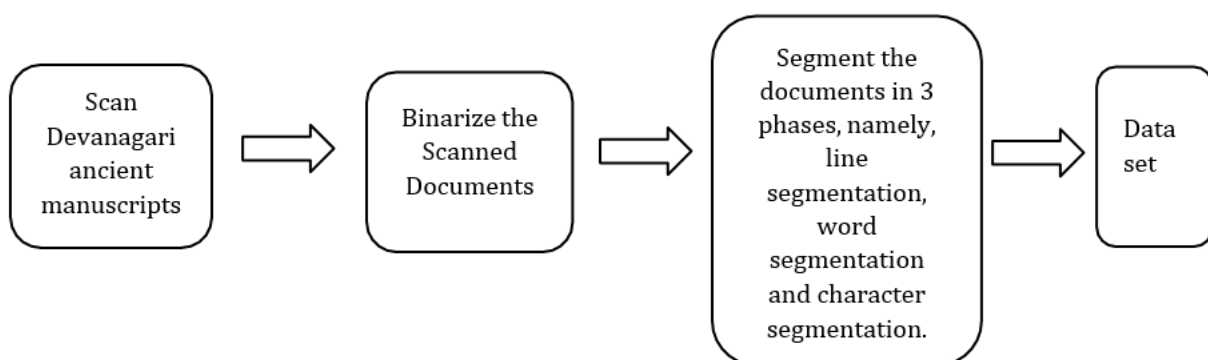 Scan
Devanagari
ancient
manuscripts
Binarize the
Scanned
Documents
Segment the
documents in 3
phases, namely,
line
segmentation,
word
segmentation
and character
segmentation.
Data
set